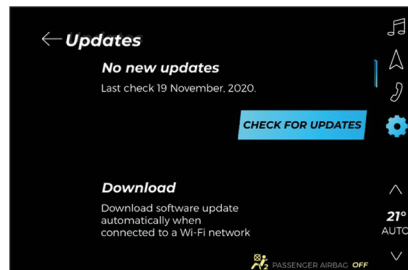 Updates
No new updates
Last check 19 November, 2020.
CHECK FOR UPDATES
Download
Download software update
automatically when
connected to a Wi-Fi network
21°
AUTO
PASSENGER AIRBAG OFF